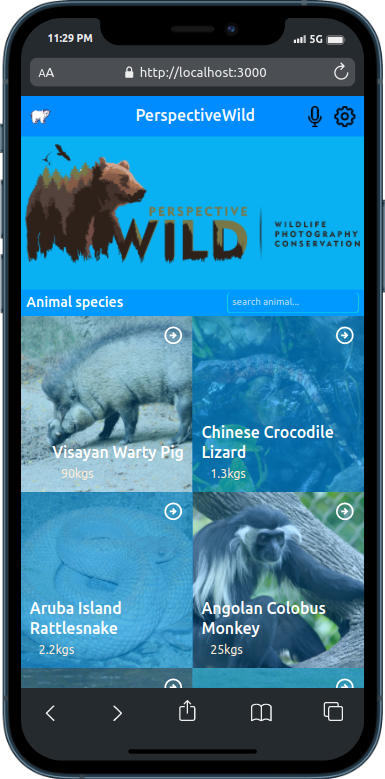 11:29 PM
5G
AA
http://localhost:3000
PerspectiveWild
PERSPECTIVE
WILD
WILDLIFE
PHOTOGRAPHY
CONSERVATION
Animal species
search animal...
Visayan Warty Pig
90kgs
Chinese Crocodile
Lizard
1.3kgs
Aruba Island
Rattlesnake
2.2kgs
Angolan Colobus
Monkey
25kgs